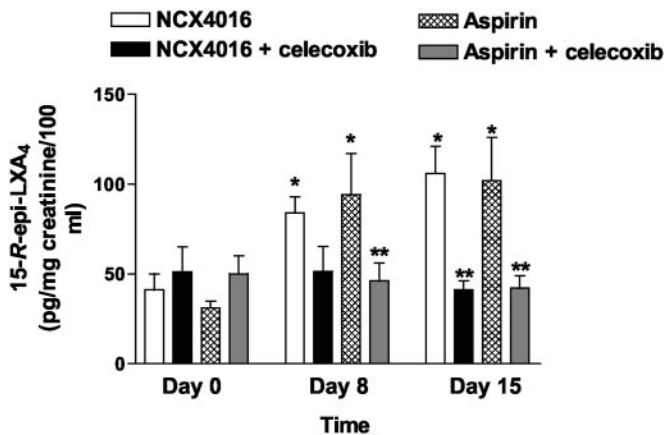 NCX4016
Aspirin
NCX4016 + celecoxib
Aspirin + celecoxib
15-R-epi-LXA4
(pg/mg creatinine/100
ml)
150
100
50
0
*
*
**
*
**
*
**
Day 0
Day 8
Day 15
Time